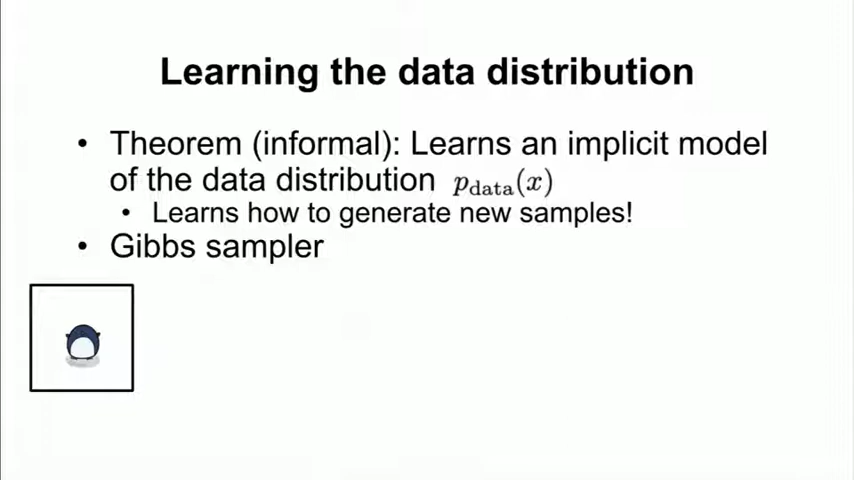 Learning the data distribution
• Theorem (informal): Learns an implicit model
of the data distribution p_data(x)
• Learns how to generate new samples!
• Gibbs sampler